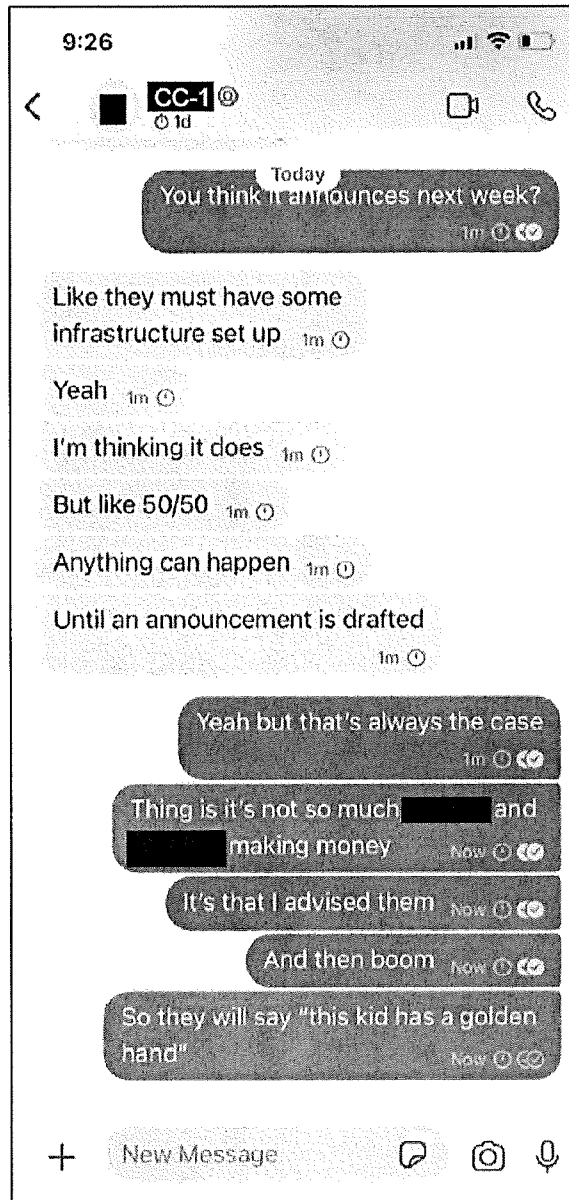 9:26
CC-1
1d
Today
You think it announces next week?
1m
Like they must have some
infrastructure set up 1m
Yeah 1m
I'm thinking it does 1m
But like 50/50 1m
Anything can happen 1m
Until an announcement is drafted
1m
Yeah but that's always the case
1m
Thing is it's not so much and
making money Now
It's that I advised them Now
And then boom Now
So they will say "this kid has a golden
hand" Now
New Message